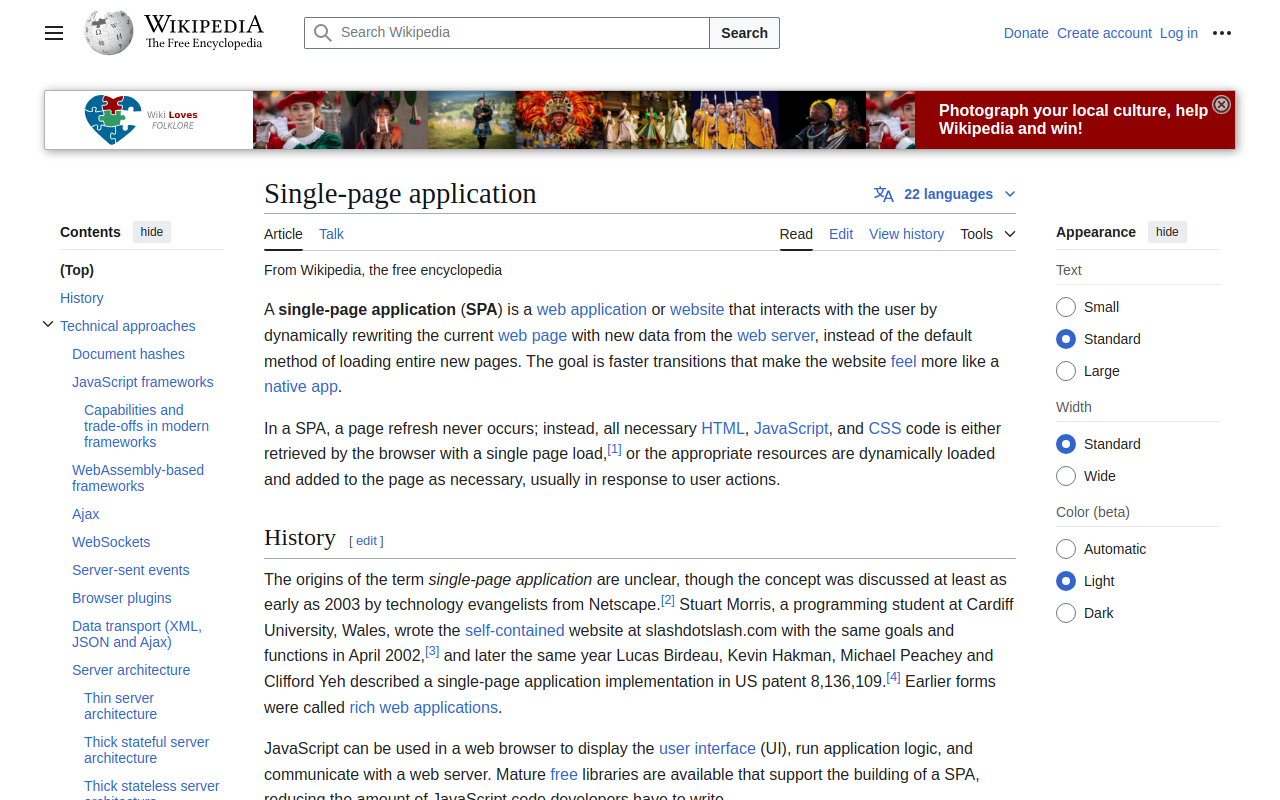 WIKIPEDIA
The Free Encyclopedia
Search Wikipedia
Search
Donate Create account Log in
Wiki Loves
FOLKLORE
Photograph your local culture, help
Wikipedia and win!
Contents hide
(Top)
History
Technical approaches
Document hashes
JavaScript frameworks
Capabilities and
trade-offs in modern
frameworks
WebAssembly-based
frameworks
Ajax
WebSockets
Server-sent events
Browser plugins
Data transport (XML,
JSON and Ajax)
Server architecture
Thin server
architecture
Thick stateful server
architecture
Thick stateless server
architecture
Single-page application
22 languages
Article Talk
Read Edit View history Tools
From Wikipedia, the free encyclopedia
A single-page application (SPA) is a web application or website that interacts with the user by
dynamically rewriting the current web page with new data from the web server, instead of the default
method of loading entire new pages. The goal is faster transitions that make the website feel more like a
native app.
In a SPA, a page refresh never occurs; instead, all necessary HTML, JavaScript, and CSS code is either
retrieved by the browser with a single page load,[1] or the appropriate resources are dynamically loaded
and added to the page as necessary, usually in response to user actions.
History [ edit ]
The origins of the term single-page application are unclear, though the concept was discussed at least as
early as 2003 by technology evangelists from Netscape.[2] Stuart Morris, a programming student at Cardiff
University, Wales, wrote the self-contained website at slashdotslash.com with the same goals and
functions in April 2002,[3] and later the same year Lucas Birdeau, Kevin Hakman, Michael Peachey and
Clifford Yeh described a single-page application implementation in US patent 8,136,109.[4] Earlier forms
were called rich web applications.
JavaScript can be used in a web browser to display the user interface (UI), run application logic, and
communicate with a web server. Mature free libraries are available that support the building of a SPA,
reducing the amount of JavaScript code developers have to write.
Appearance hide
Text
Small
Standard
Large
Width
Standard
Wide
Color (beta)
Automatic
Light
Dark